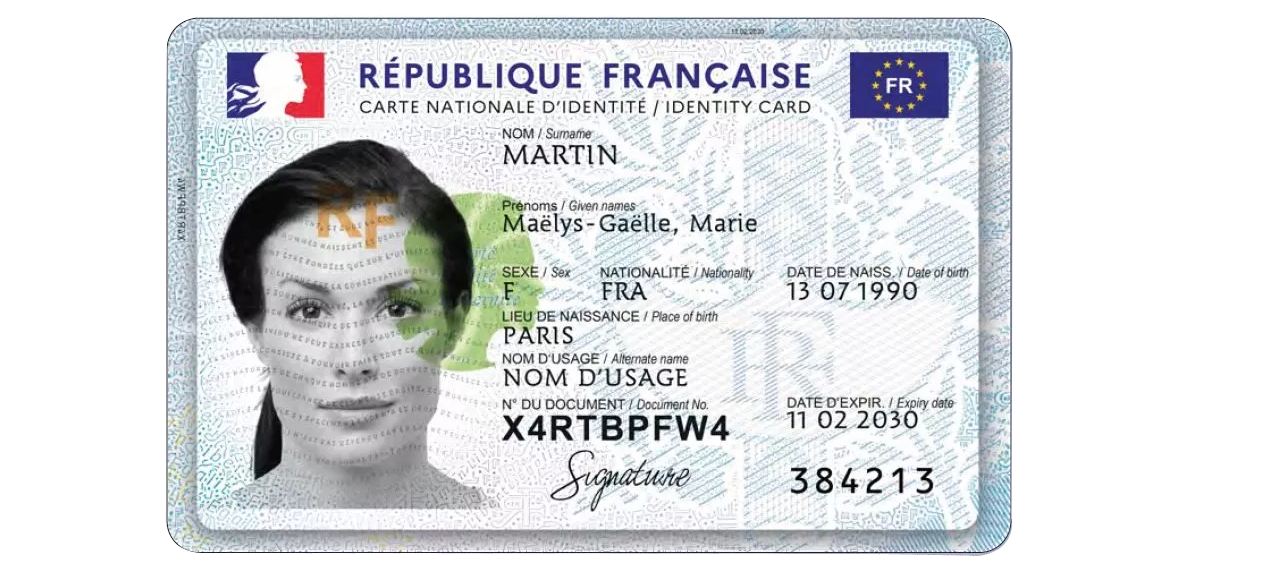 13 02 2030
RÉPUBLIQUE FRANÇAISE
FR
CARTE NATIONALE D'IDENTITÉ / IDENTITY CARD
NOM / Surname
MARTIN
RF
Prénoms / Given names
Maëlys-Gaëlle, Marie
SEXE / Sex NATIONALITÉ / Nationality DATE DE NAISS. / Date of birth
F FRA 13 07 1990
LIEU DE NAISSANCE / Place of birth
PARIS
NOM D'USAGE / Alternate name
NOM D'USAGE
N° DU DOCUMENT / Document No. DATE D'EXPIR. / Expiry date
X4RTBPFW4 11 02 2030
Signature
384213
RF